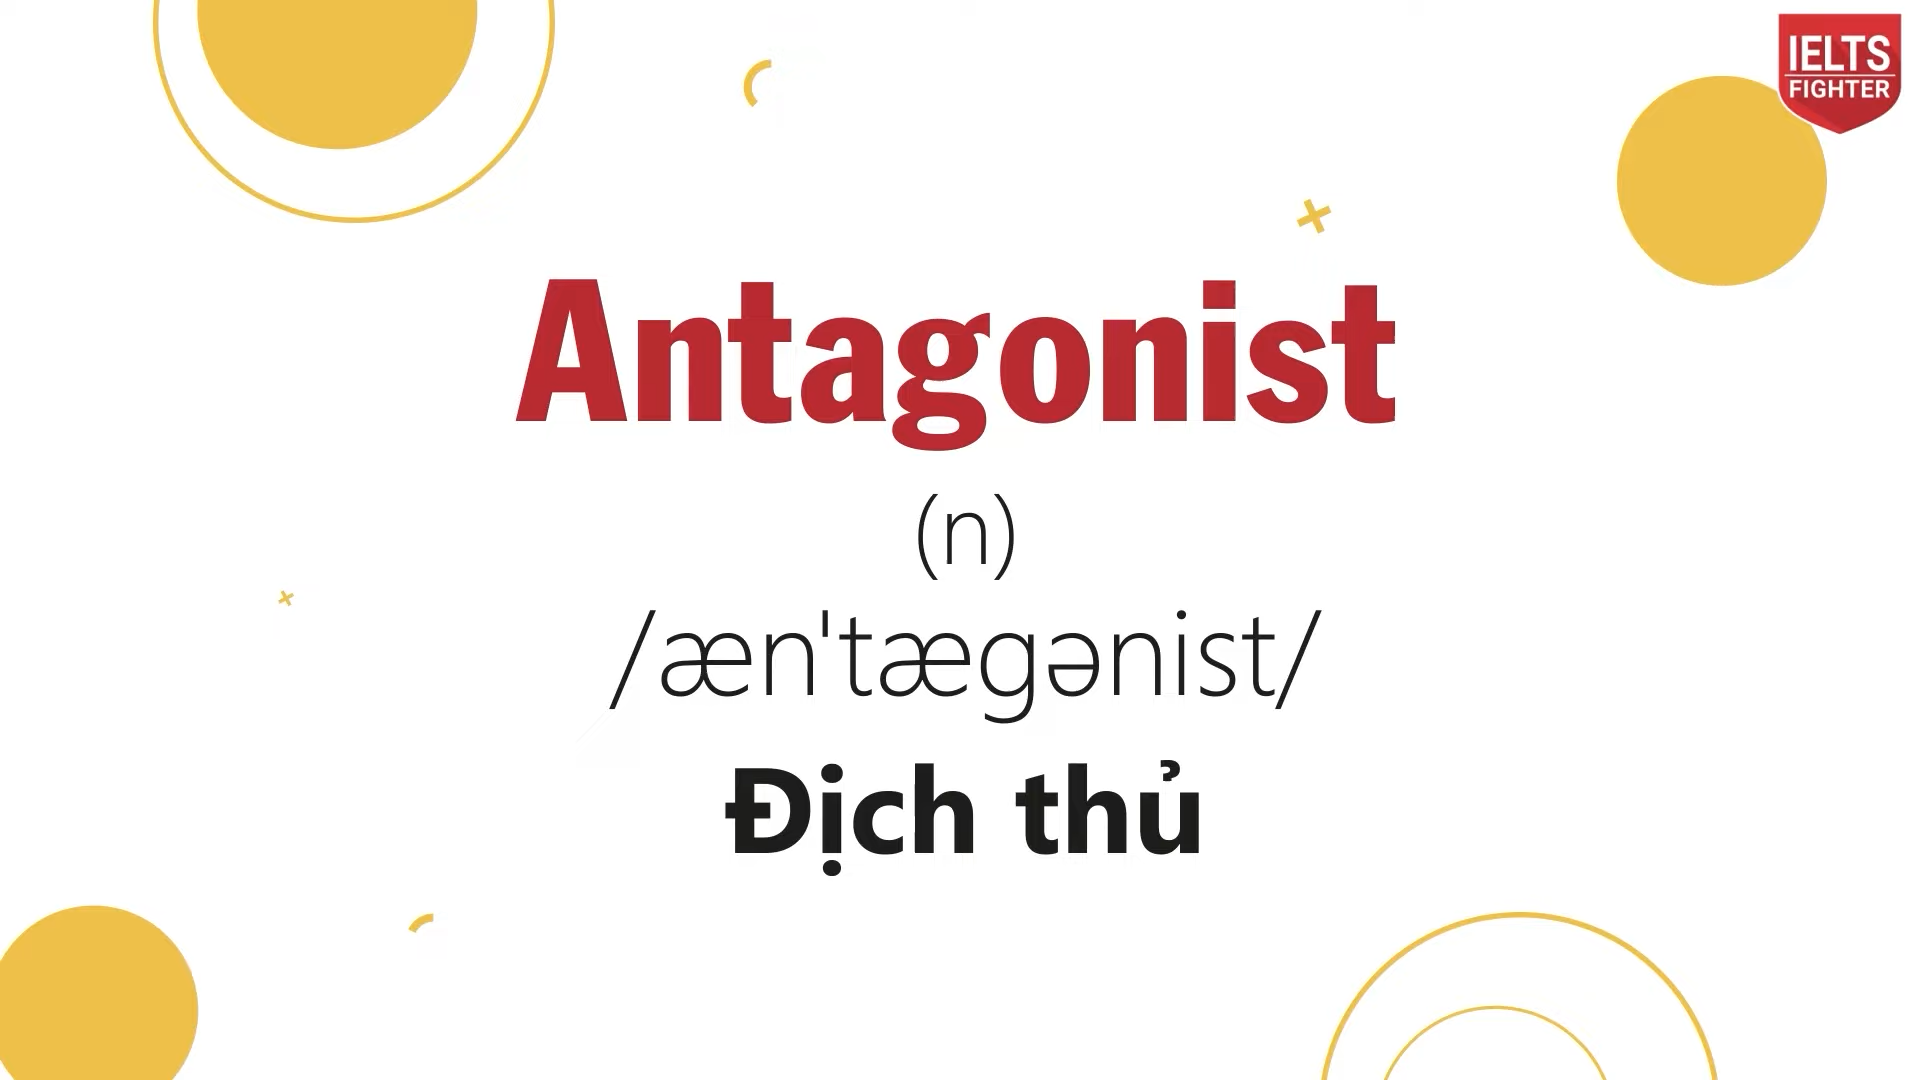 IELTS
FIGHTER
Antagonist
(n)
/æn'tægənist/
Địch thủ